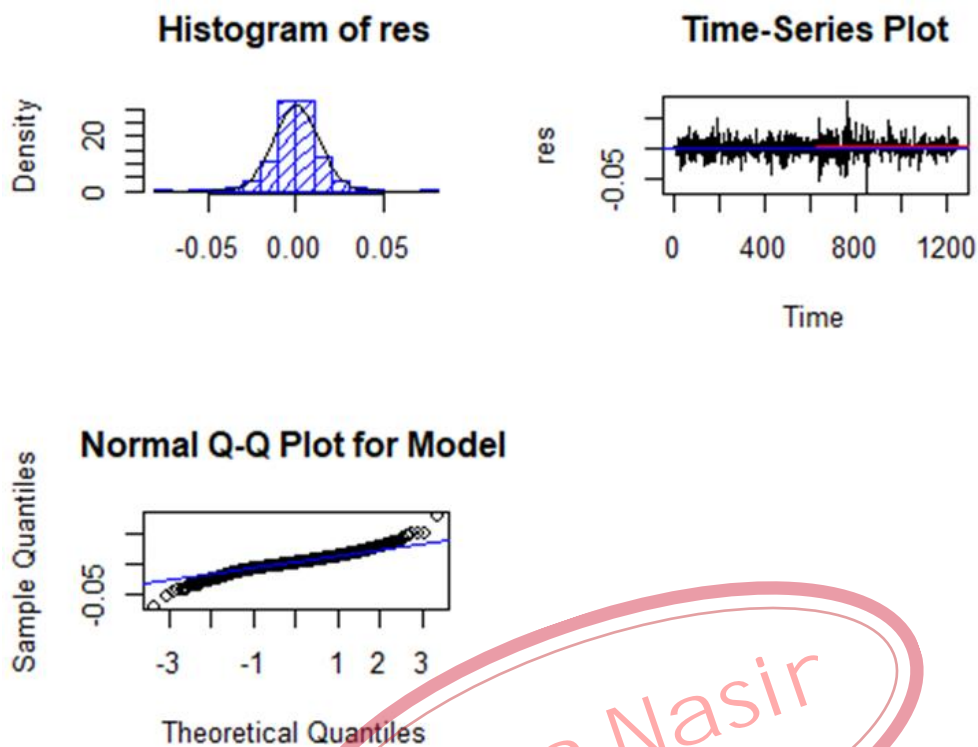 Histogram of res
Density
0 20
-0.05 0.00 0.05
Time-Series Plot
res
-0.05
0 400 800 1200
Time
Normal Q-Q Plot for Model
Sample Quantiles
-0.05
-3 -1 1 2 3
Theoretical Quantiles
Nasir